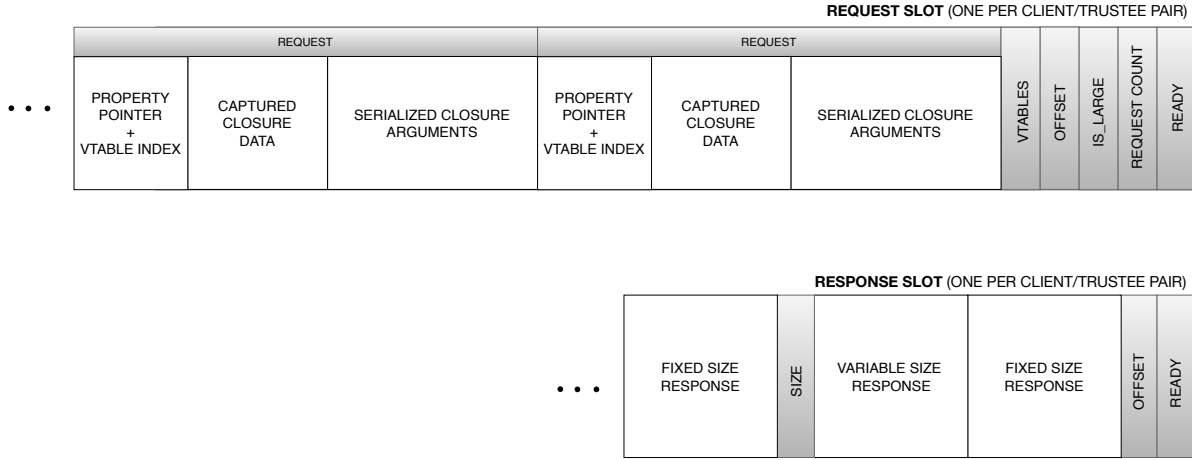 REQUEST SLOT (ONE PER CLIENT/TRUSTEE PAIR)
REQUEST
REQUEST
PROPERTY
POINTER
+
VTABLE INDEX
CAPTURED
CLOSURE
DATA
SERIALIZED CLOSURE
ARGUMENTS
PROPERTY
POINTER
+
VTABLE INDEX
CAPTURED
CLOSURE
DATA
SERIALIZED CLOSURE
ARGUMENTS
VTABLES
OFFSET
IS_LARGE
REQUEST COUNT
READY
RESPONSE SLOT (ONE PER CLIENT/TRUSTEE PAIR)
FIXED SIZE
RESPONSE
SIZE
VARIABLE SIZE
RESPONSE
FIXED SIZE
RESPONSE
OFFSET
READY